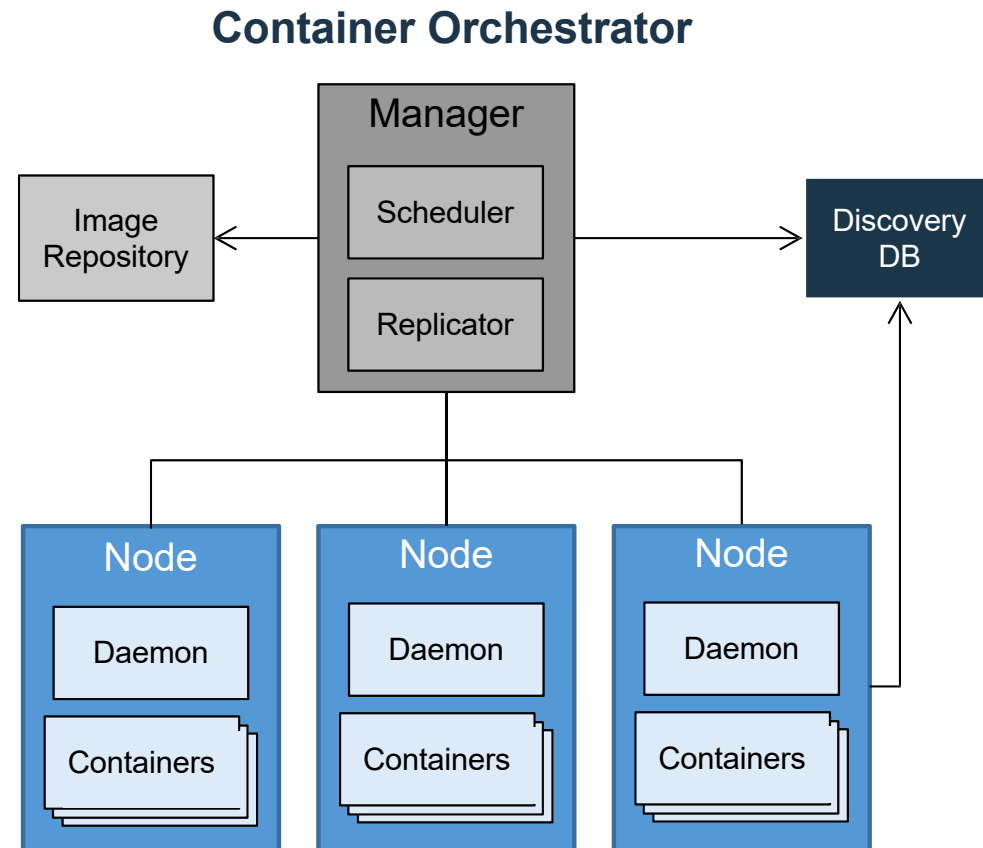 Container Orchestrator
Manager
Scheduler
Replicator
Image
Repository
Discovery
DB
Node
Daemon
Containers
Node
Daemon
Containers
Node
Daemon
Containers